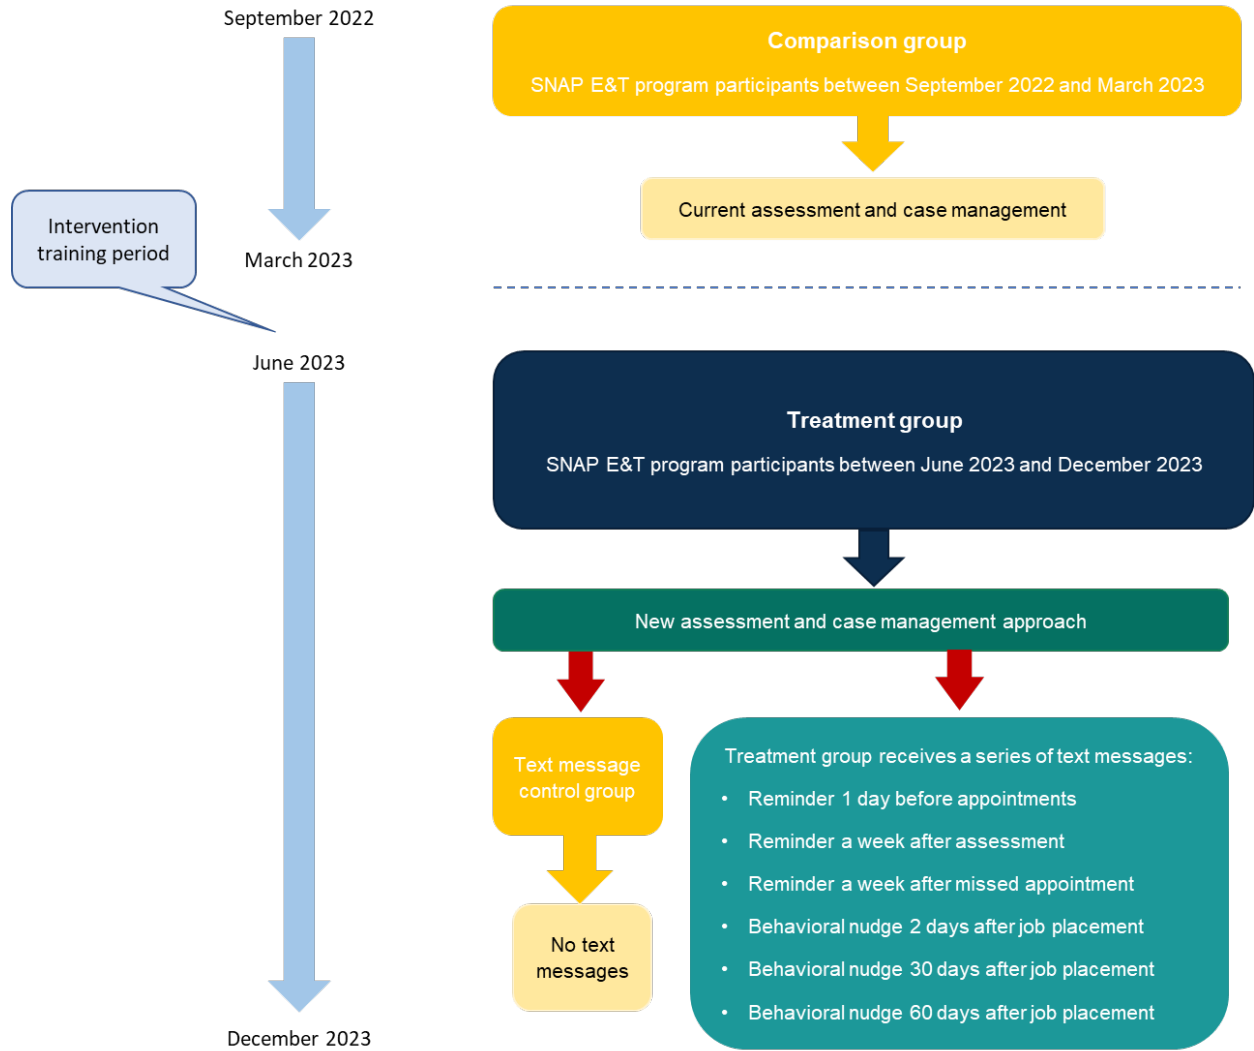 September 2022
Comparison group
SNAP E&T program participants between September 2022 and March 2023
Current assessment and case management
Intervention
training period
March 2023
June 2023
Treatment group
SNAP E&T program participants between June 2023 and December 2023
New assessment and case management approach
Text message
control group
No text
messages
Treatment group receives a series of text messages:
• Reminder 1 day before appointments
• Reminder a week after assessment
• Reminder a week after missed appointment
• Behavioral nudge 2 days after job placement
• Behavioral nudge 30 days after job placement
• Behavioral nudge 60 days after job placement
December 2023